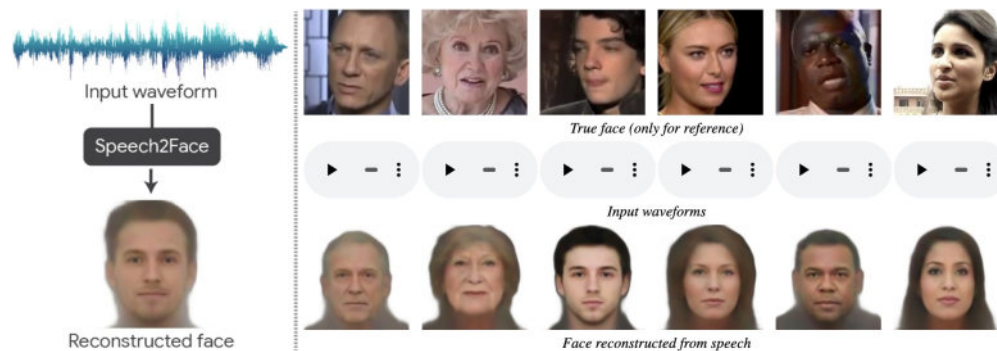 Input waveform
Speech2Face
Reconstructed face
True face (only for reference)
Input waveforms
Face reconstructed from speech